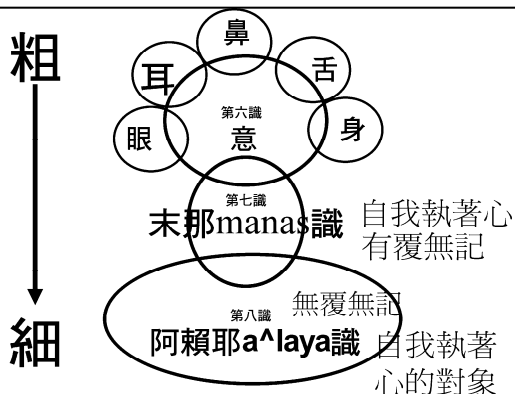 粗
細
眼
耳
鼻
舌
身
第六識
意
第七識
末那manas識
自我執著心
有覆無記
第八識
無覆無記
阿賴耶a^laya識
自我執著
心的對象